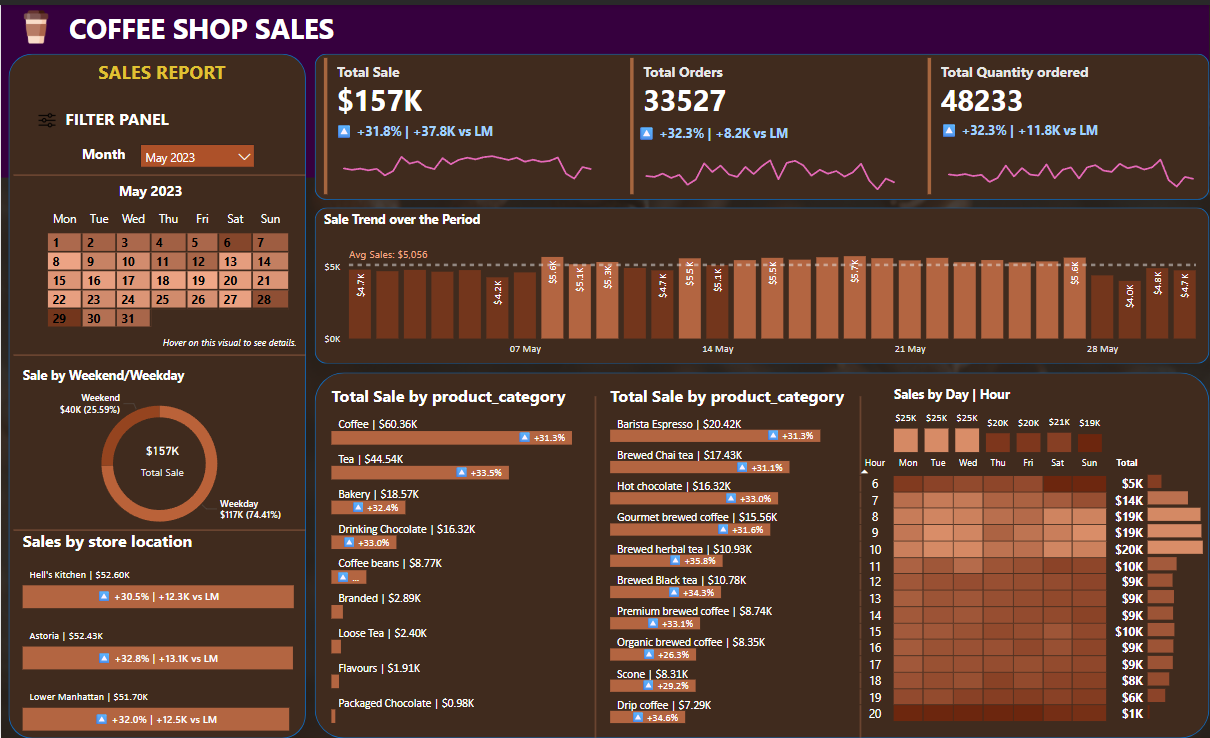 COFFEE SHOP SALES
SALES REPORT
FILTER PANEL
Month May 2023
May 2023
Mon Tue Wed Thu Fri Sat Sun
1 2 3 4 5 6 7
8 9 10 11 12 13 14
15 16 17 18 19 20 21
22 23 24 25 26 27 28
29 30 31
Hover on this visual to see details.
Sale by Weekend/Weekday
Weekend
$40K (25.59%)
$157K
Total Sale
Weekday
$117K (74.41%)
Sales by store location
Hell's Kitchen | $52.60K
+30.5% | +12.3K vs LM
Astoria | $52.43K
+32.8% | +13.1K vs LM
Lower Manhattan | $51.70K
+32.0% | +12.5K vs LM
Total Sale
$157K
+31.8% | +37.8K vs LM
Total Orders
33527
+32.3% | +8.2K vs LM
Total Quantity ordered
48233
+32.3% | +11.8K vs LM
Sale Trend over the Period
Avg Sales: $5,056
$5K
$0K
$4.7K $4.2K $5.6K $5.1K $5.3K $4.7K $5.5K $5.1K $5.5K $5.7K $5.6K $4.0K $4.8K $4.7K
07 May 14 May 21 May 28 May
Total Sale by product_category
Coffee | $60.36K
+31.3%
Tea | $44.54K
+33.5%
Bakery | $18.57K
+32.4%
Drinking Chocolate | $16.32K
+33.0%
Coffee beans | $8.77K
...
Branded | $2.89K
Loose Tea | $2.40K
Flavours | $1.91K
Packaged Chocolate | $0.98K
Total Sale by product_category
Barista Espresso | $20.42K
+31.3%
Brewed Chai tea | $17.43K
+31.1%
Hot chocolate | $16.32K
+33.0%
Gourmet brewed coffee | $15.56K
+31.6%
Brewed herbal tea | $10.93K
+35.8%
Brewed Black tea | $10.78K
+34.3%
Premium brewed coffee | $8.74K
+33.1%
Organic brewed coffee | $8.35K
+26.3%
Scone | $8.31K
+29.2%
Drip coffee | $7.29K
+34.6%
Sales by Day | Hour
$25K $25K $25K $20K $20K $21K $19K
Hour Mon Tue Wed Thu Fri Sat Sun Total
6 $5K
7 $14K
8 $19K
9 $19K
10 $20K
11 $10K
12 $9K
13 $9K
14 $9K
15 $10K
16 $9K
17 $9K
18 $8K
19 $6K
20 $1K